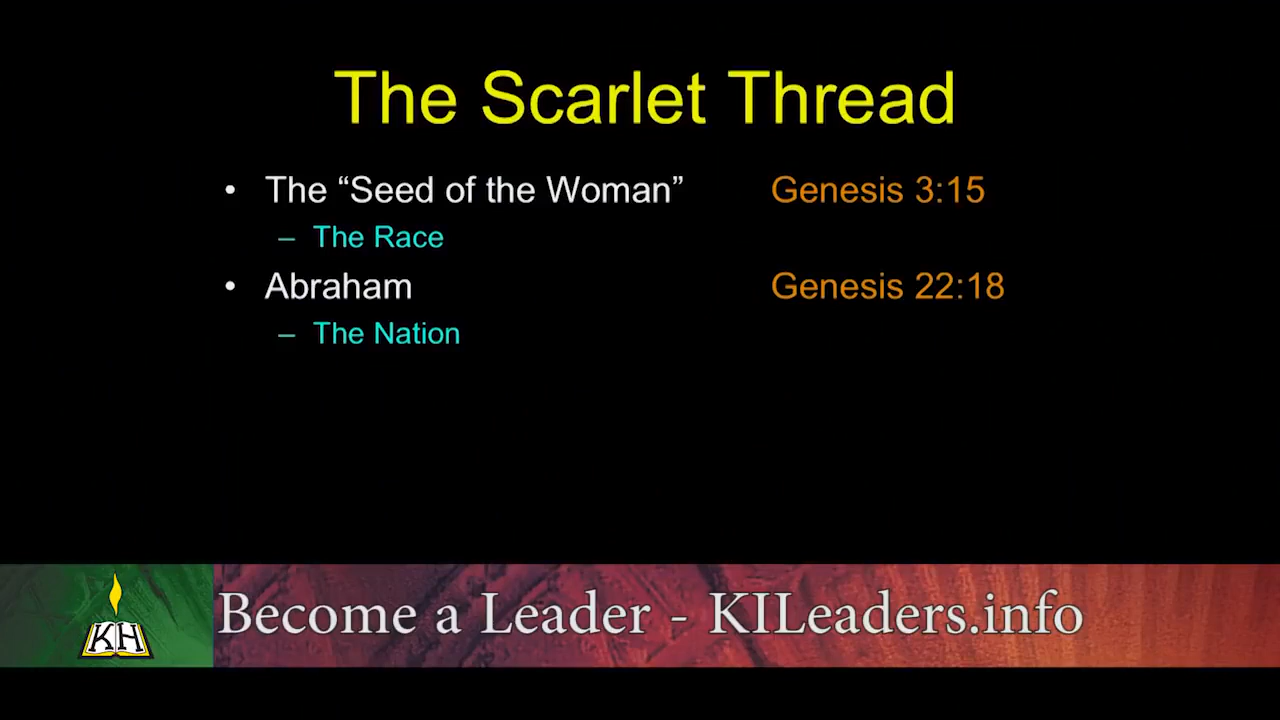 The Scarlet Thread
• The “Seed of the Woman” Genesis 3:15
– The Race
• Abraham Genesis 22:18
– The Nation
KH
Become a Leader - KILeaders.info